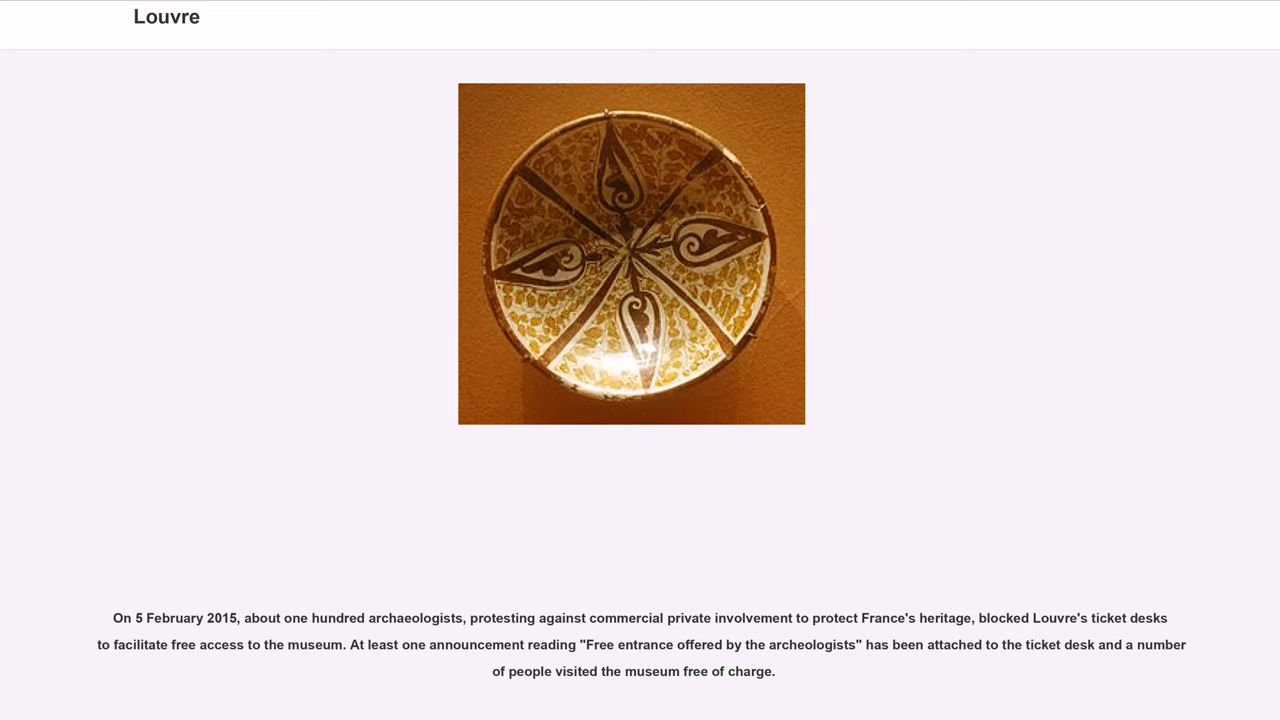 Louvre
On 5 February 2015, about one hundred archaeologists, protesting against commercial private involvement to protect France's heritage, blocked Louvre's ticket desks
to facilitate free access to the museum. At least one announcement reading "Free entrance offered by the archeologists" has been attached to the ticket desk and a number
of people visited the museum free of charge.